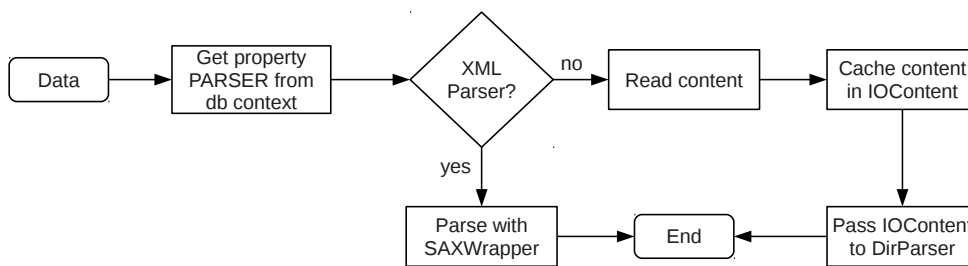 Data
Get property
PARSER from
db context
XML
Parser?
no
Read content
Cache content
in IOContent
yes
Parse with
SAXWrapper
End
Pass IOContent
to DirParser